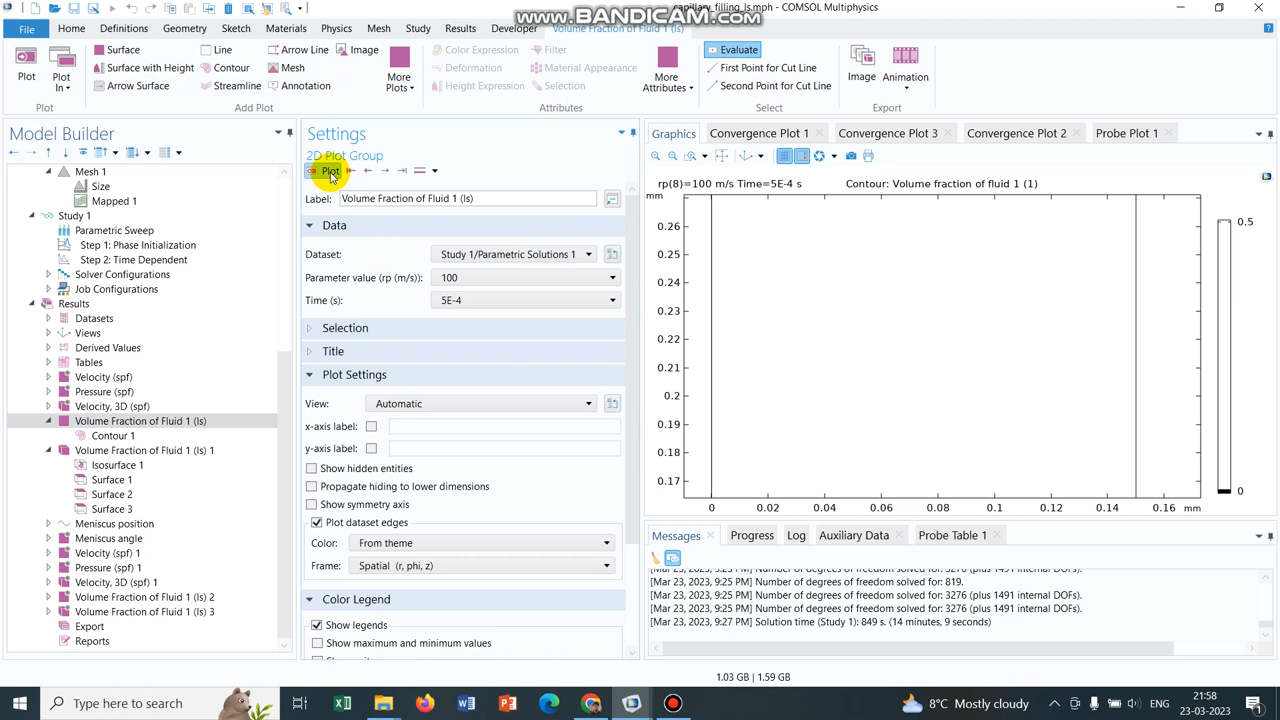 www.BANDICAM.com
capillary_filling_ls.mph - COMSOL Multiphysics
File Home Definitions Geometry Sketch Materials Physics Mesh Study Results Developer Volume Fraction of Fluid 1 (ls)
Plot
Plot In
Plot
Surface
Surface with Height
Arrow Surface
Line
Contour
Streamline
Arrow Line
Mesh
Annotation
Image
More Plots
Add Plot
Color Expression
Deformation
Height Expression
Filter
Material Appearance
Selection
More Attributes
Attributes
Evaluate
First Point for Cut Line
Second Point for Cut Line
Select
Image
Animation
Export
Model Builder
Mesh 1
Size
Mapped 1
Study 1
Parametric Sweep
Step 1: Phase Initialization
Step 2: Time Dependent
Solver Configurations
Job Configurations
Results
Datasets
Views
Derived Values
Tables
Velocity (spf)
Pressure (spf)
Velocity, 3D (spf)
Volume Fraction of Fluid 1 (ls)
Contour 1
Volume Fraction of Fluid 1 (ls) 1
Isosurface 1
Surface 1
Surface 2
Surface 3
Meniscus position
Meniscus angle
Velocity (spf) 1
Pressure (spf) 1
Velocity, 3D (spf) 1
Volume Fraction of Fluid 1 (ls) 2
Volume Fraction of Fluid 1 (ls) 3
Export
Reports
Settings
2D Plot Group
Plot
Label: Volume Fraction of Fluid 1 (ls)
Data
Dataset: Study 1/Parametric Solutions 1
Parameter value (rp (m/s)): 100
Time (s): 5E-4
Selection
Title
Plot Settings
View: Automatic
x-axis label:
y-axis label:
Show hidden entities
Propagate hiding to lower dimensions
Show symmetry axis
Plot dataset edges
Color: From theme
Frame: Spatial (r, phi, z)
Color Legend
Show legends
Show maximum and minimum values
Graphics Convergence Plot 1 Convergence Plot 3 Convergence Plot 2 Probe Plot 1
rp(8)=100 m/s Time=5E-4 s Contour: Volume fraction of fluid 1 (1)
mm
0.26
0.25
0.24
0.23
0.22
0.21
0.2
0.19
0.18
0.17
0 0.02 0.04 0.06 0.08 0.1 0.12 0.14 0.16 mm
0.5
0
Messages Progress Log Auxiliary Data Probe Table 1
[Mar 23, 2023, 9:25 PM] Number of degrees of freedom solved for: 3276 (plus 1491 internal DOFs).
[Mar 23, 2023, 9:25 PM] Number of degrees of freedom solved for: 819.
[Mar 23, 2023, 9:25 PM] Number of degrees of freedom solved for: 3276 (plus 1491 internal DOFs).
[Mar 23, 2023, 9:25 PM] Number of degrees of freedom solved for: 3276 (plus 1491 internal DOFs).
[Mar 23, 2023, 9:27 PM] Solution time (Study 1): 849 s. (14 minutes, 9 seconds)
1.03 GB | 1.59 GB
Type here to search
8°C Mostly cloudy
ENG
21:58
23-03-2023